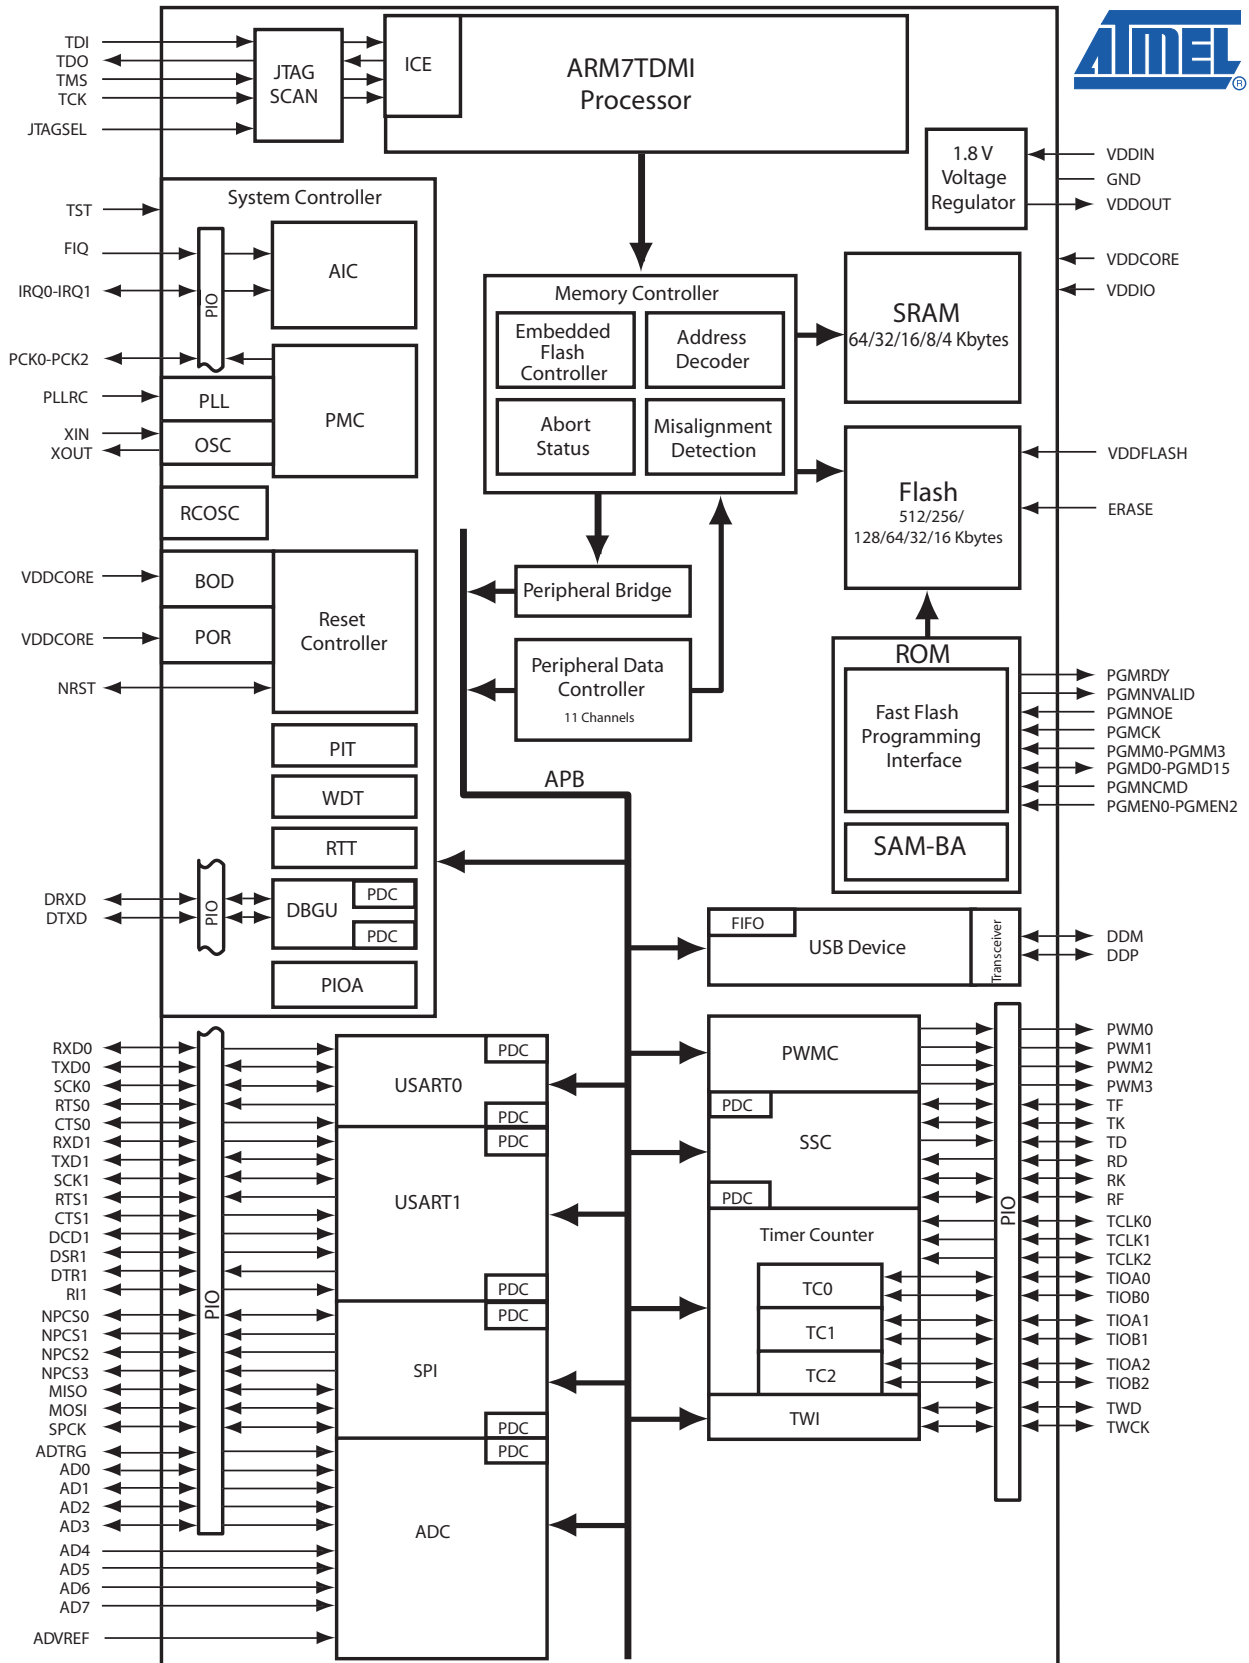 ATMEL
®
TDI
TDO
TMS
TCK
JTAGSEL
JTAG
SCAN
ICE
ARM7TDMI
Processor
1.8 V
Voltage
Regulator
VDDIN
GND
VDDOUT
VDDCORE
VDDIO
System Controller
TST
FIQ
IRQ0-IRQ1
PCK0-PCK2
PLLRC
XIN
XOUT
PIO
AIC
PMC
PLL
OSC
RCOSC
VDDCORE
BOD
VDDCORE
POR
NRST
Reset
Controller
PIT
WDT
RTT
DRXD
DTXD
PIO
DBGU
PDC
PDC
PIOA
Memory Controller
Embedded
Flash
Controller
Address
Decoder
Abort
Status
Misalignment
Detection
SRAM
64/32/16/8/4 Kbytes
Flash
512/256/
128/64/32/16 Kbytes
VDDFLASH
ERASE
Peripheral Bridge
Peripheral Data
Controller
11 Channels
APB
ROM
Fast Flash
Programming
Interface
SAM-BA
PGMRDY
PGMNVALID
PGMNOE
PGMCK
PGMM0-PGMM3
PGMD0-PGMD15
PGMNCMD
PGMEN0-PGMEN2
FIFO
USB Device
Transceiver
DDM
DDP
RXD0
TXD0
SCK0
RTS0
CTS0
RXD1
TXD1
SCK1
RTS1
CTS1
DCD1
DSR1
DTR1
RI1
NPCS0
NPCS1
NPCS2
NPCS3
MISO
MOSI
SPCK
ADTRG
AD0
AD1
AD2
AD3
AD4
AD5
AD6
AD7
ADVREF
PIO
PDC
USART0
PDC
PDC
USART1
PDC
PDC
SPI
PDC
PDC
ADC
PWMC
PDC
SSC
PDC
Timer Counter
TC0
TC1
TC2
TWI
PIO
PWM0
PWM1
PWM2
PWM3
TF
TK
TD
RD
RK
RF
TCLK0
TCLK1
TCLK2
TIOA0
TIOB0
TIOA1
TIOB1
TIOA2
TIOB2
TWD
TWCK